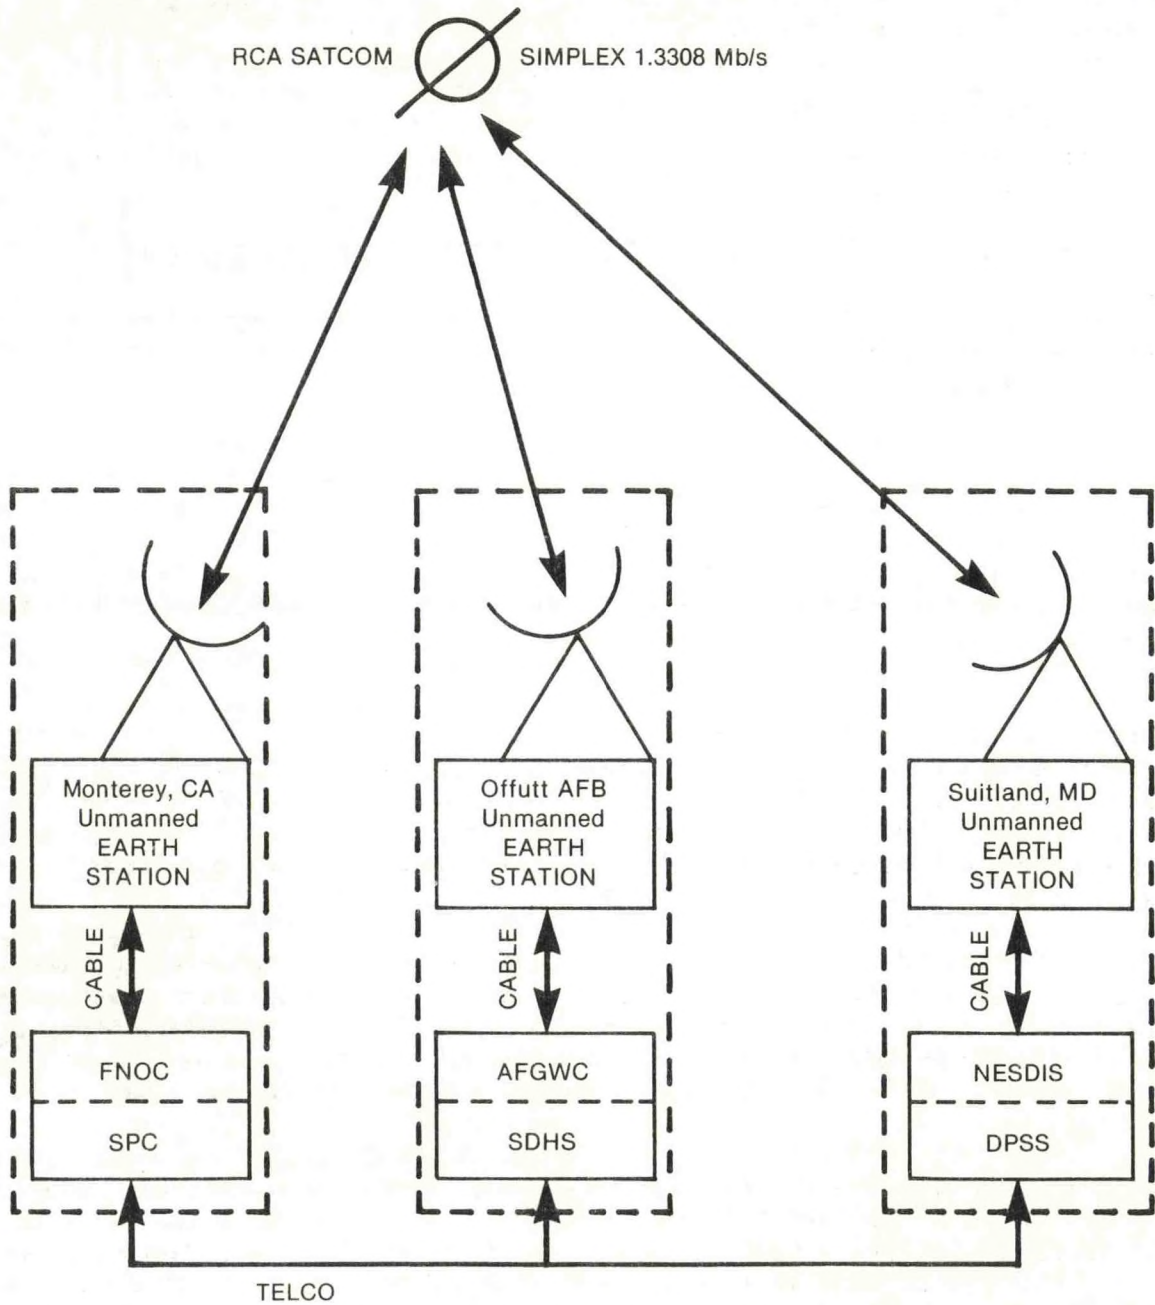 RCA SATCOM
SIMPLEX 1.3308 Mb/s
Monterey, CA
Unmanned
EARTH
STATION
Offutt AFB
Unmanned
EARTH
STATION
Suitland, MD
Unmanned
EARTH
STATION
CABLE
CABLE
CABLE
FNOC
SPC
AFGWC
SDHS
NESDIS
DPSS
TELCO